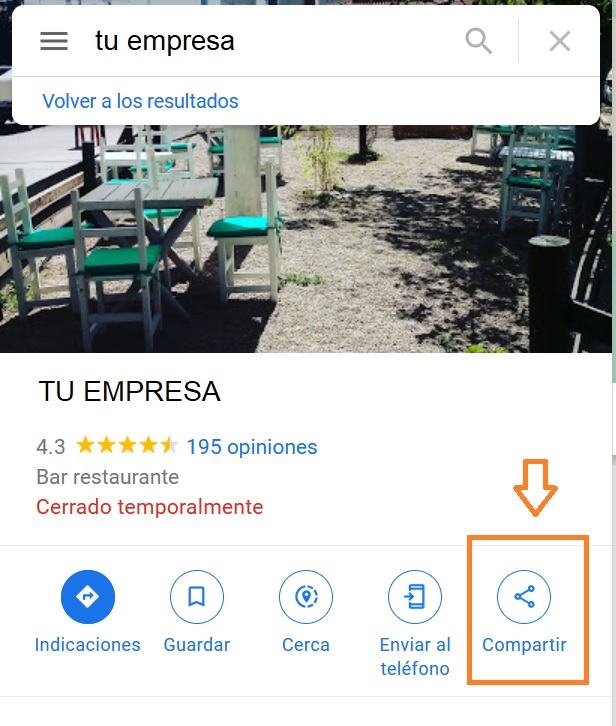 tu empresa
Volver a los resultados
TU EMPRESA
4.3 195 opiniones
Bar restaurante
Cerrado temporalmente
Indicaciones Guardar Cerca Enviar al teléfono Compartir